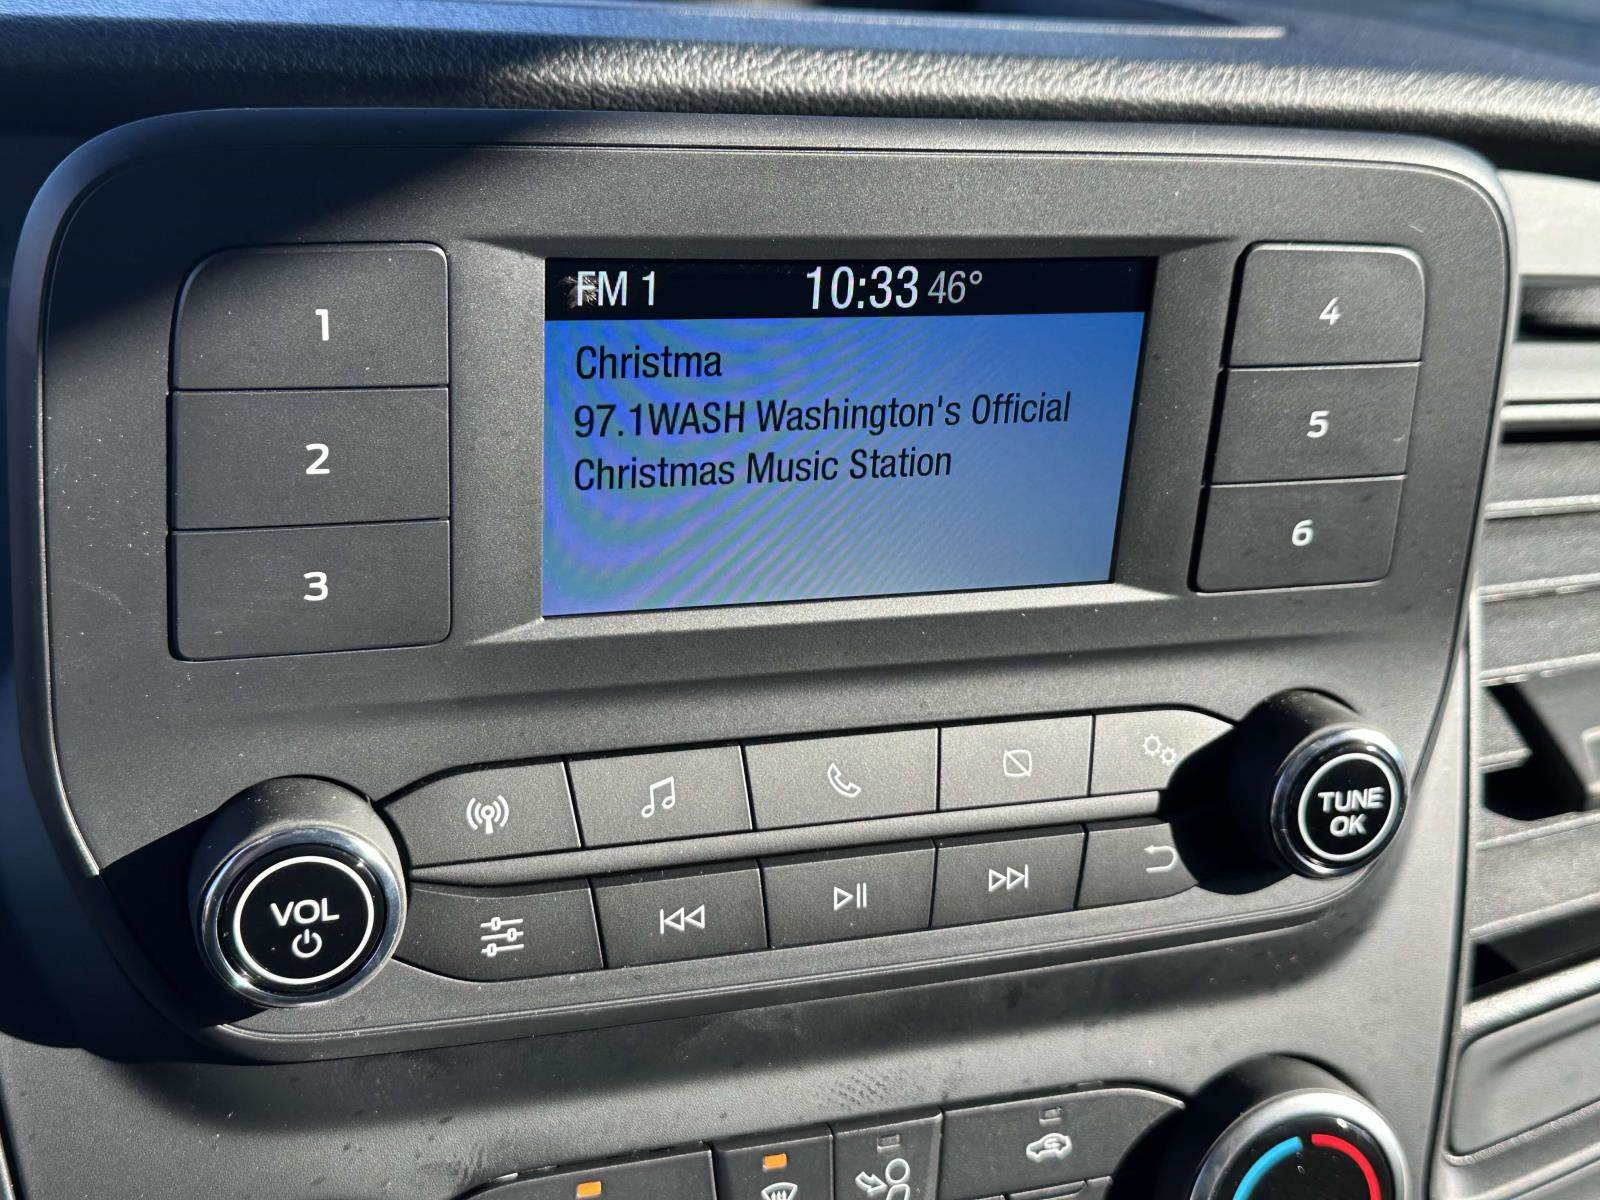 FM 1 10:33 46°
Christma
97.1WASH Washington's Official
Christmas Music Station
1
2
3
4
5
6
VOL
TUNE
OK